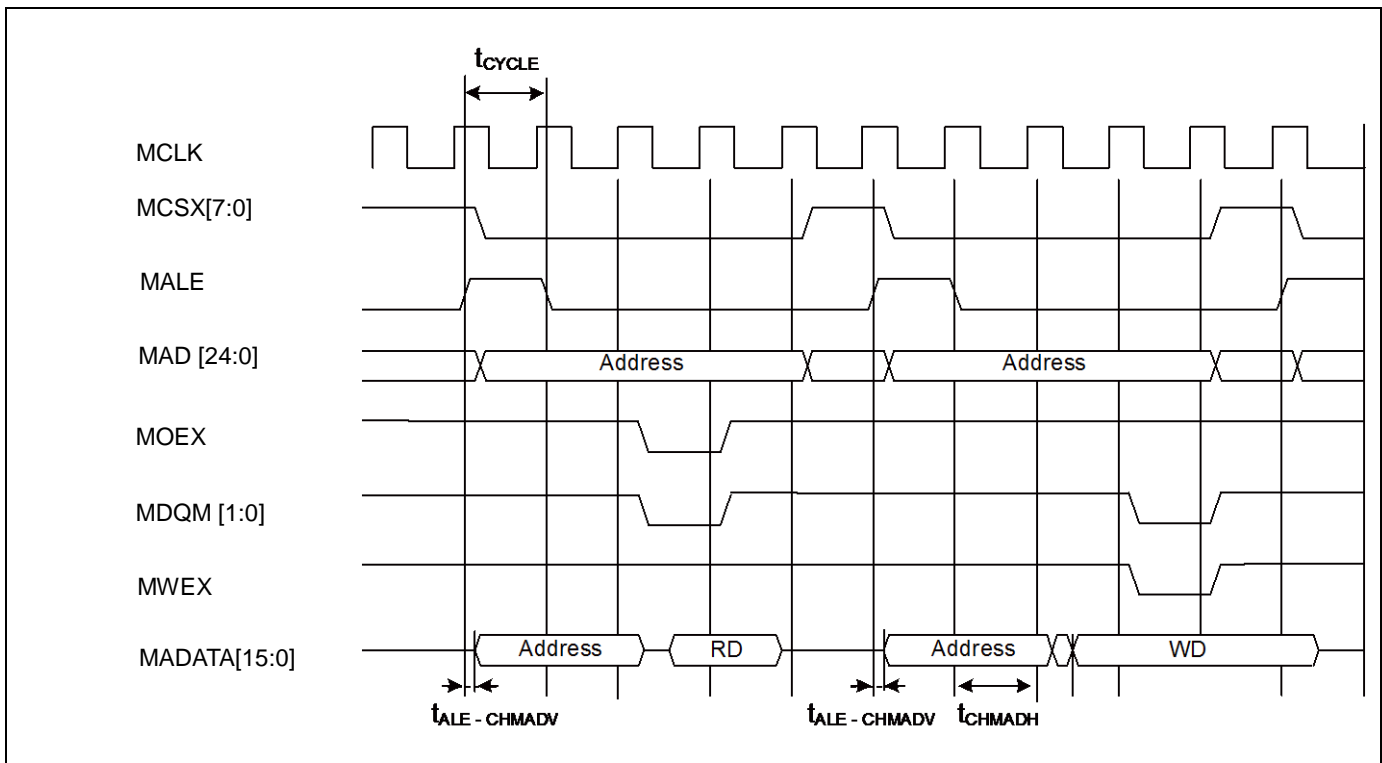 tCYCLE
MCLK
MCSX[7:0]
MALE
MAD [24:0]
Address
Address
MOEX
MDQM [1:0]
MWEX
MADATA[15:0]
Address
RD
Address
WD
tALE - CHMADV
tALE - CHMADV
tCHMADH